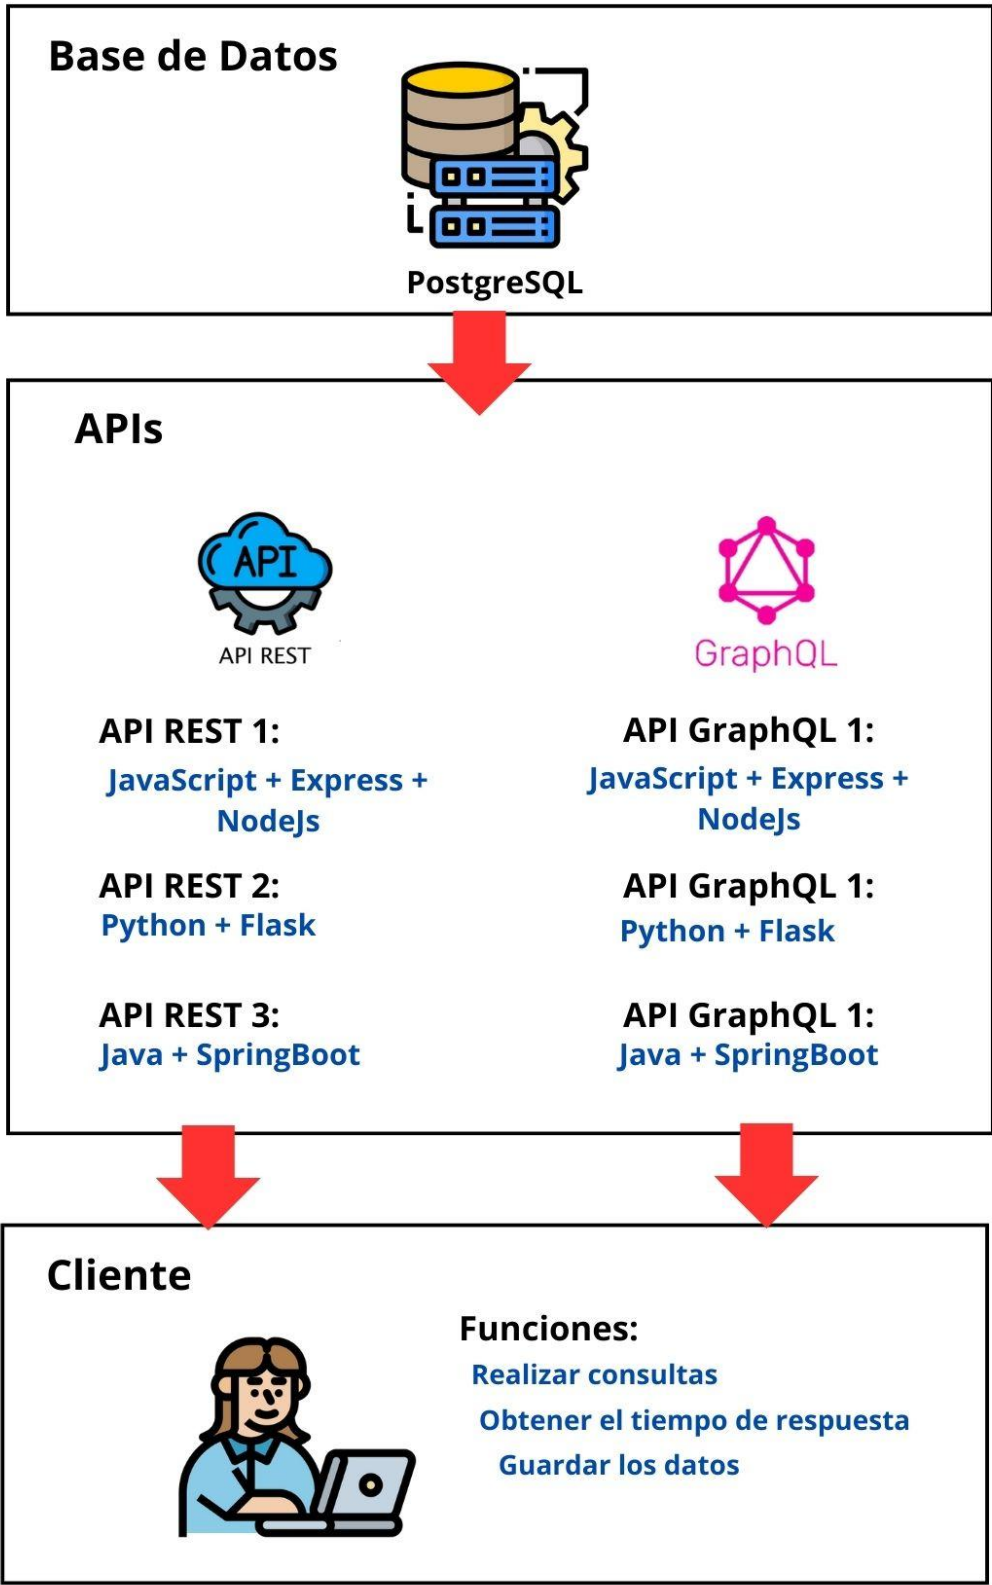 Base de Datos
PostgreSQL
APIs
API
API REST
GraphQL
API REST 1:
JavaScript + Express +
NodeJs
API REST 2:
Python + Flask
API REST 3:
Java + SpringBoot
API GraphQL 1:
JavaScript + Express +
NodeJs
API GraphQL 1:
Python + Flask
API GraphQL 1:
Java + SpringBoot
Cliente
Funciones:
Realizar consultas
Obtener el tiempo de respuesta
Guardar los datos